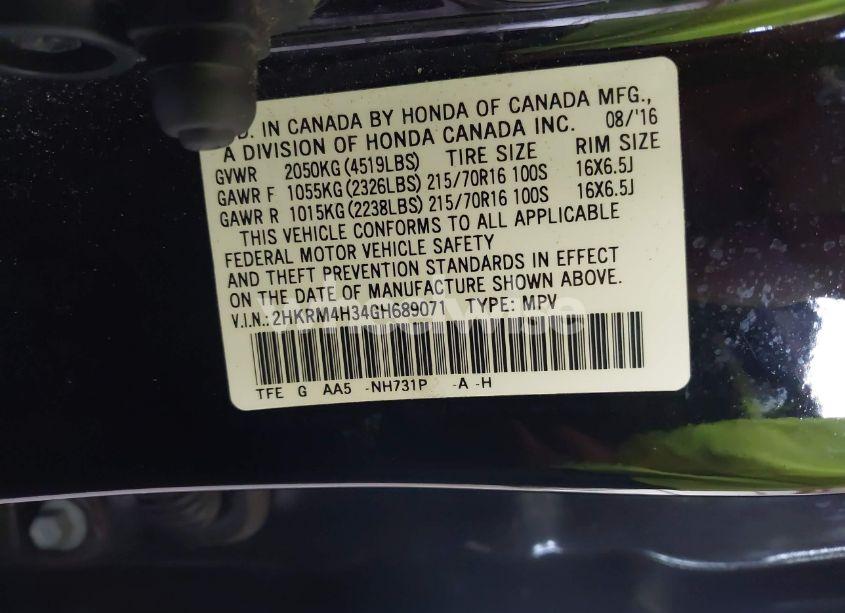 D. IN CANADA BY HONDA OF CANADA MFG.,
A DIVISION OF HONDA CANADA INC. 08/'16
GVWR 2050KG (4519LBS) TIRE SIZE RIM SIZE
GAWR F 1055KG (2326LBS) 215/70R16 100S 16X6.5J
GAWR R 1015KG (2238LBS) 215/70R16 100S 16X6.5J
THIS VEHICLE CONFORMS TO ALL APPLICABLE
FEDERAL MOTOR VEHICLE SAFETY
AND THEFT PREVENTION STANDARDS IN EFFECT
ON THE DATE OF MANUFACTURE SHOWN ABOVE.
V.I.N.: 2HKRM4H34GH689071 TYPE: MPV
TFE G AA5 -NH731P -A -H